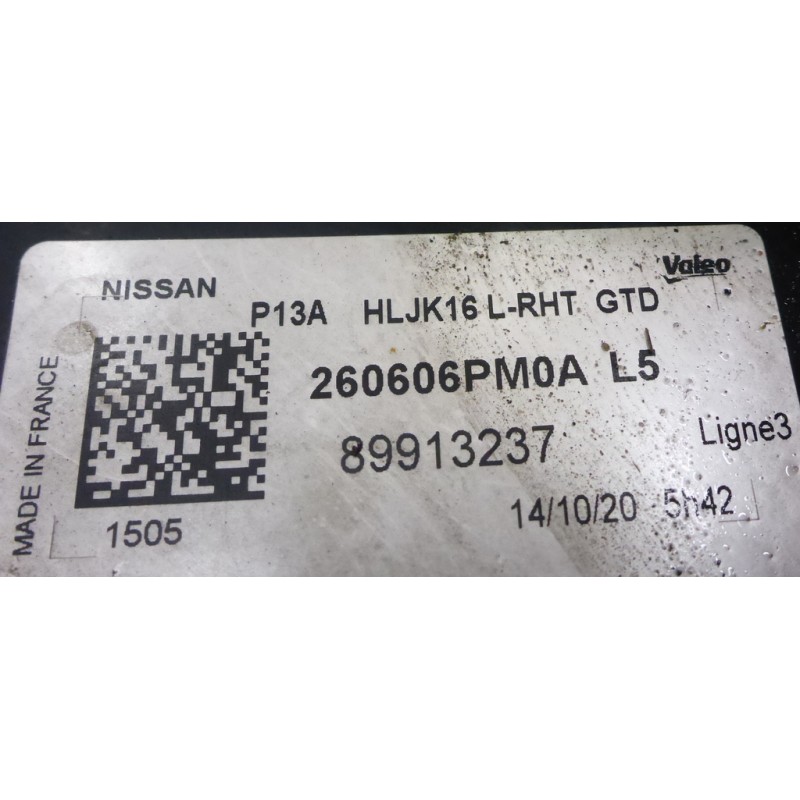 Valeo
NISSAN
P13A HLJK16 L-RHT GTD
260606PM0A L5
89913237
Ligne3
14/10/20 5h42
1505
MADE IN FRANCE